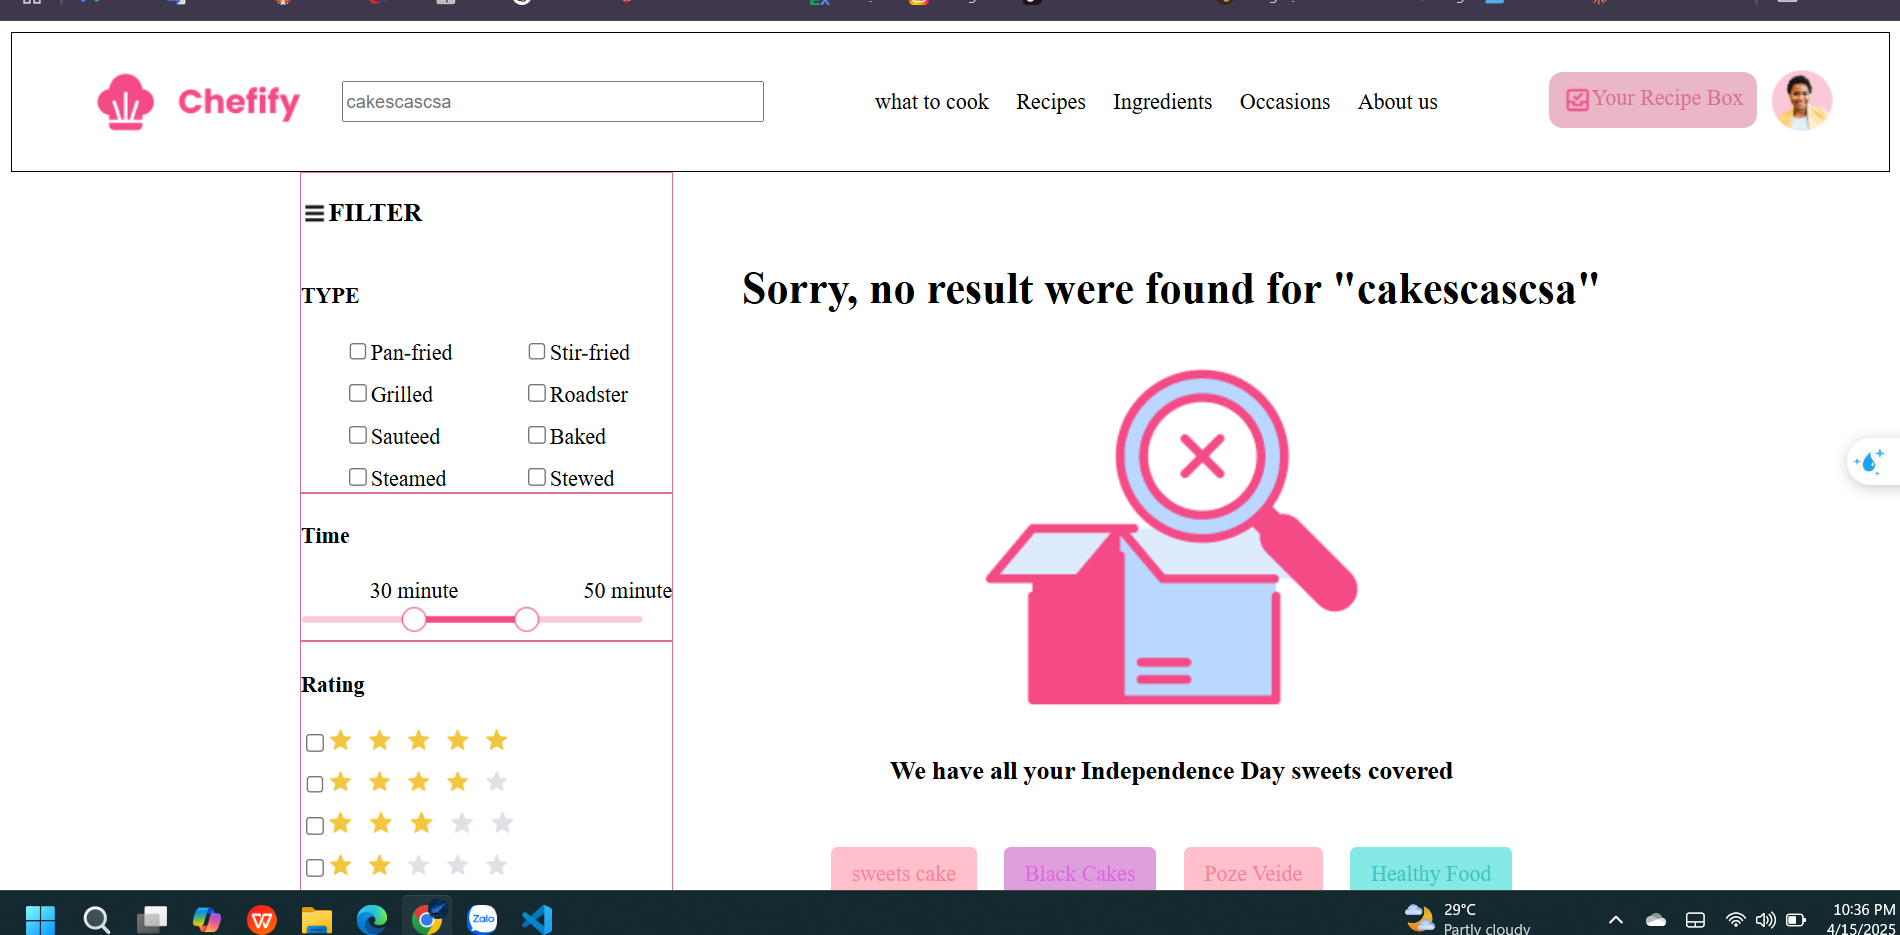 Chefify
cakescascsa
what to cook Recipes Ingredients Occasions About us
Your Recipe Box
FILTER
TYPE
Pan-fried Stir-fried
Grilled Roadster
Sauteed Baked
Steamed Stewed
Time
30 minute 50 minute
Rating
Sorry, no result were found for "cakescascsa"
We have all your Independence Day sweets covered
sweets cake Black Cakes Poze Veide Healthy Food
Zalo
29°C
Partly cloudy
10:36 PM
4/15/2025